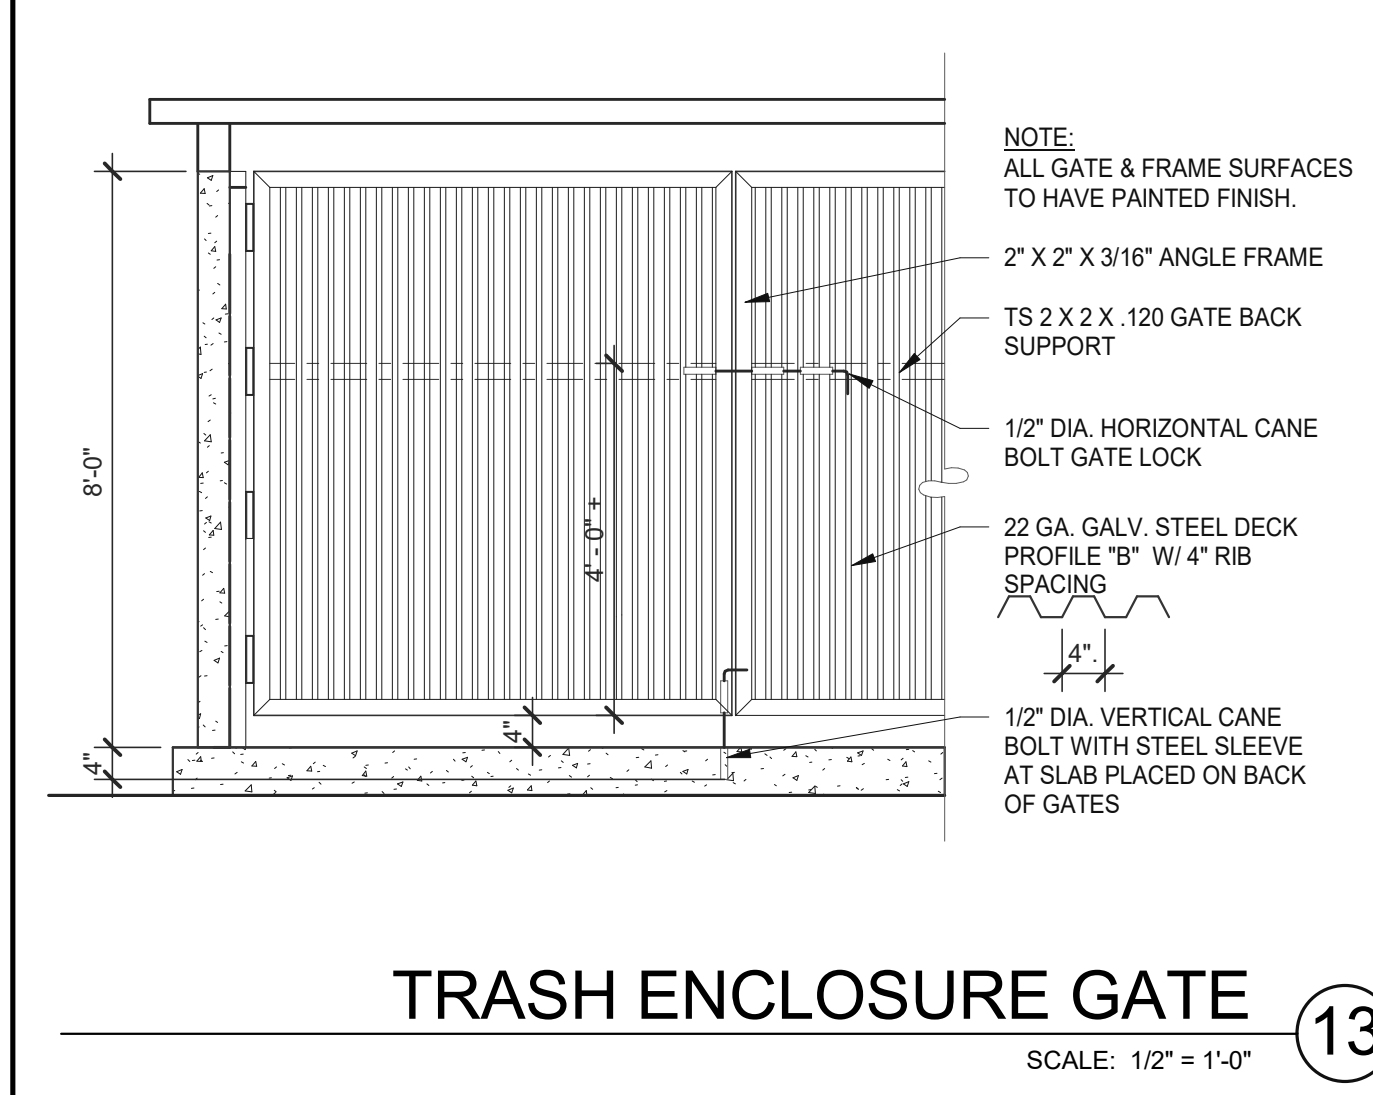 NOTE:
ALL GATE & FRAME SURFACES
TO HAVE PAINTED FINISH.
2" X 2" X 3/16" ANGLE FRAME
TS 2 X 2 X .120 GATE BACK
SUPPORT
1/2" DIA. HORIZONTAL CANE
BOLT GATE LOCK
8'-0"
4'-0" +
22 GA. GALV. STEEL DECK
PROFILE "B" W/ 4" RIB
SPACING
4".
4"
4"
1/2" DIA. VERTICAL CANE
BOLT WITH STEEL SLEEVE
AT SLAB PLACED ON BACK
OF GATES
TRASH ENCLOSURE GATE
13
SCALE: 1/2" = 1'-0"